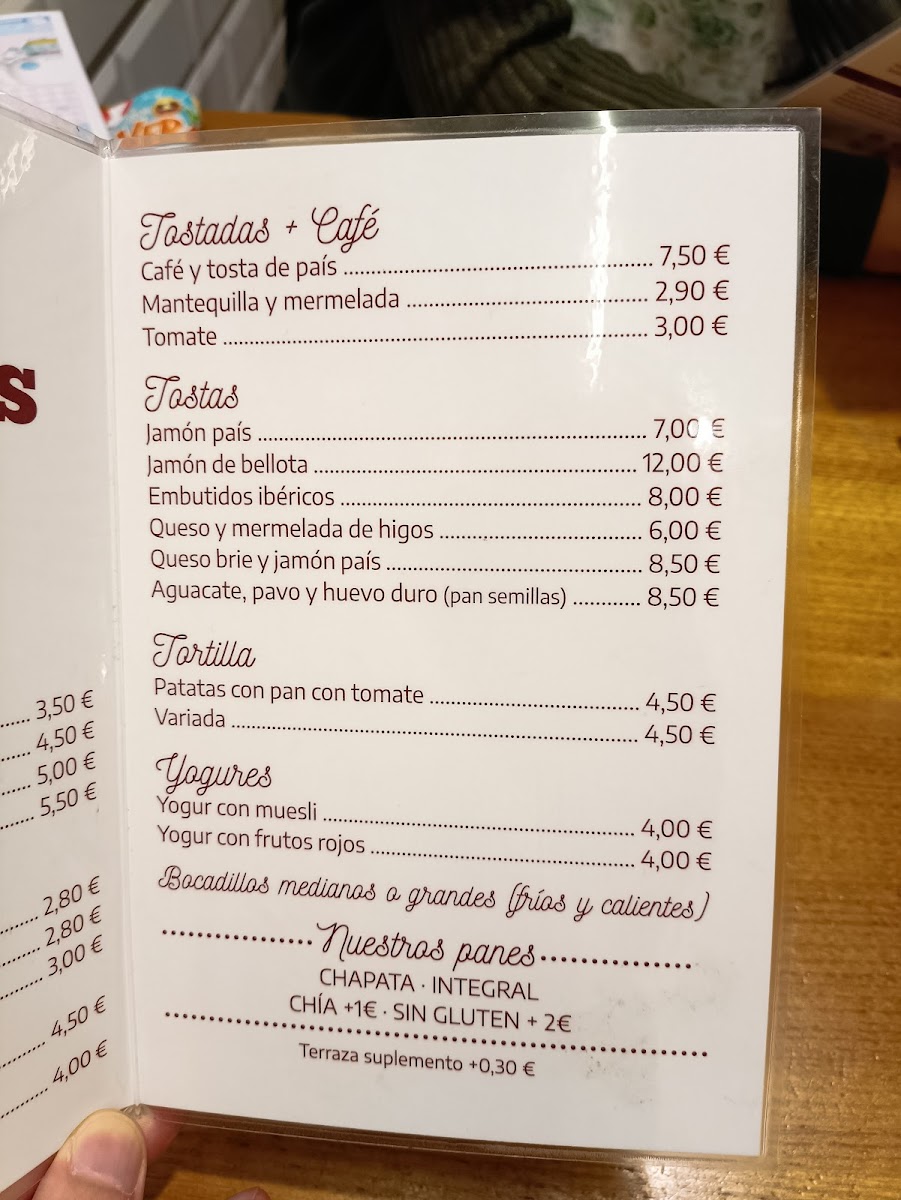 S
3,50 €
4,50 €
5,00 €
5,50 €
2,80 €
2,80 €
3,00 €
4,50 €
4,00 €
Tostadas + Café
Café y tosta de país 7,50 €
Mantequilla y mermelada 2,90 €
Tomate 3,00 €
Tostas
Jamón país 7,00 €
Jamón de bellota 12,00 €
Embutidos ibéricos 8,00 €
Queso y mermelada de higos 6,00 €
Queso brie y jamón país 8,50 €
Aguacate, pavo y huevo duro (pan semillas) 8,50 €
Tortilla
Patatas con pan con tomate 4,50 €
Variada 4,50 €
Yogures
Yogur con muesli 4,00 €
Yogur con frutos rojos 4,00 €
Bocadillos medianos o grandes (fríos y calientes)
Nuestros panes
CHAPATA · INTEGRAL
CHÍA +1€ · SIN GLUTEN + 2€
Terraza suplemento +0,30 €